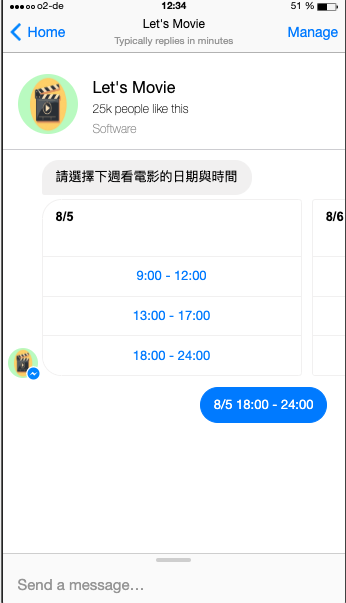 o2-de 12:34 51 %
Home Let's Movie Manage
Typically replies in minutes
Let's Movie
25k people like this
Software
請選擇下週看電影的日期與時間
8/5 8/6
9:00 - 12:00
13:00 - 17:00
18:00 - 24:00
8/5 18:00 - 24:00
Send a message…